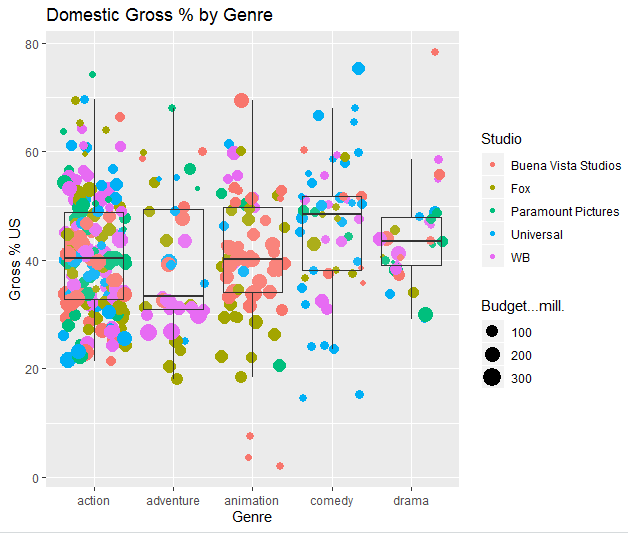 Domestic Gross % by Genre
80
60
40
20
0
Gross % US
action adventure animation comedy drama
Genre
Studio
Buena Vista Studios
Fox
Paramount Pictures
Universal
WB
Budget...mill.
100
200
300